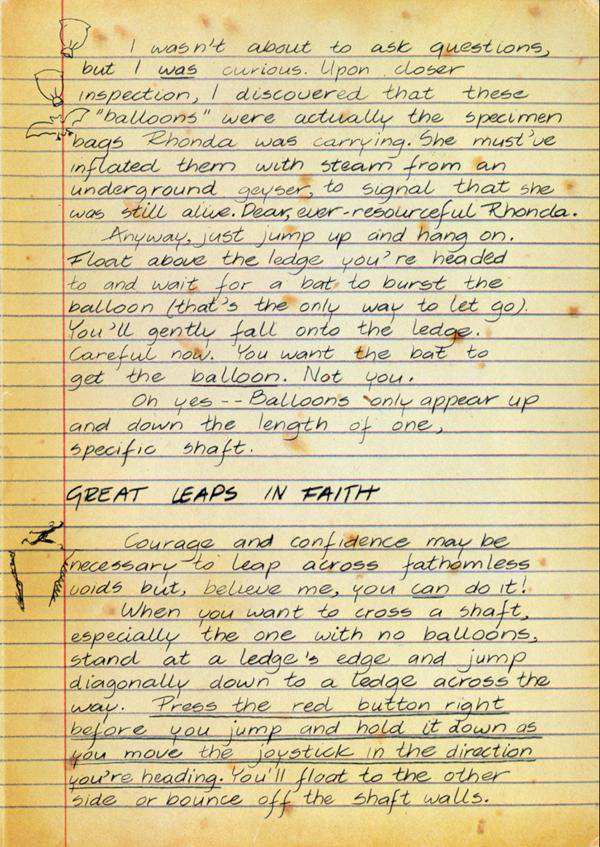 I wasn't about to ask questions,
but I was curious. Upon closer
inspection, I discovered that these
"balloons" were actually the specimen
bags Rhonda was carrying. She must've
inflated them with steam from an
underground geyser, to signal that she
was still alive. Dear, ever-resourceful Rhonda.
Anyway, just jump up and hang on.
Float above the ledge you're headed
to and wait for a bat to burst the
balloon (that's the only way to let go).
You'll gently fall onto the ledge.
Careful now. You want the bat to
get the balloon. Not you.
Oh yes -- Balloons only appear up
and down the length of one,
specific shaft.
GREAT LEAPS IN FAITH
Courage and confidence may be
necessary to leap across fathomless
voids but, believe me, you can do it!
When you want to cross a shaft,
especially the one with no balloons,
stand at a ledge's edge and jump
diagonally down to a ledge across the
way. Press the red button right
before you jump and hold it down as
you move the joystick in the direction
you're heading. You'll float to the other
side or bounce off the shaft walls.